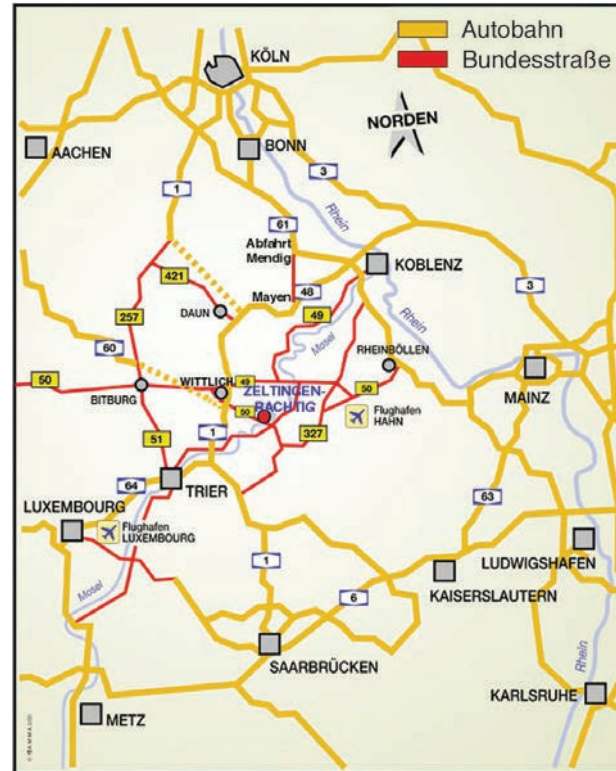 Autobahn
Bundesstraße
KÖLN
NORDEN
AACHEN
BONN
1
3
Rhein
61
Abfahrt
Mendig
KOBLENZ
421
48
3
Mayen
257
DAUN
49
Mosel
Rhein
60
RHEINBÖLLEN
50
WITTLICH
49
50
MAINZ
BITBURG
ZELTINGEN-
RACHTIG
50
Flughafen
HAHN
51
1
327
64
TRIER
63
LUXEMBOURG
Flughafen
LUXEMBOURG
1
LUDWIGSHAFEN
KAISERSLAUTERN
Mosel
6
Rhein
SAARBRÜCKEN
KARLSRUHE
METZ